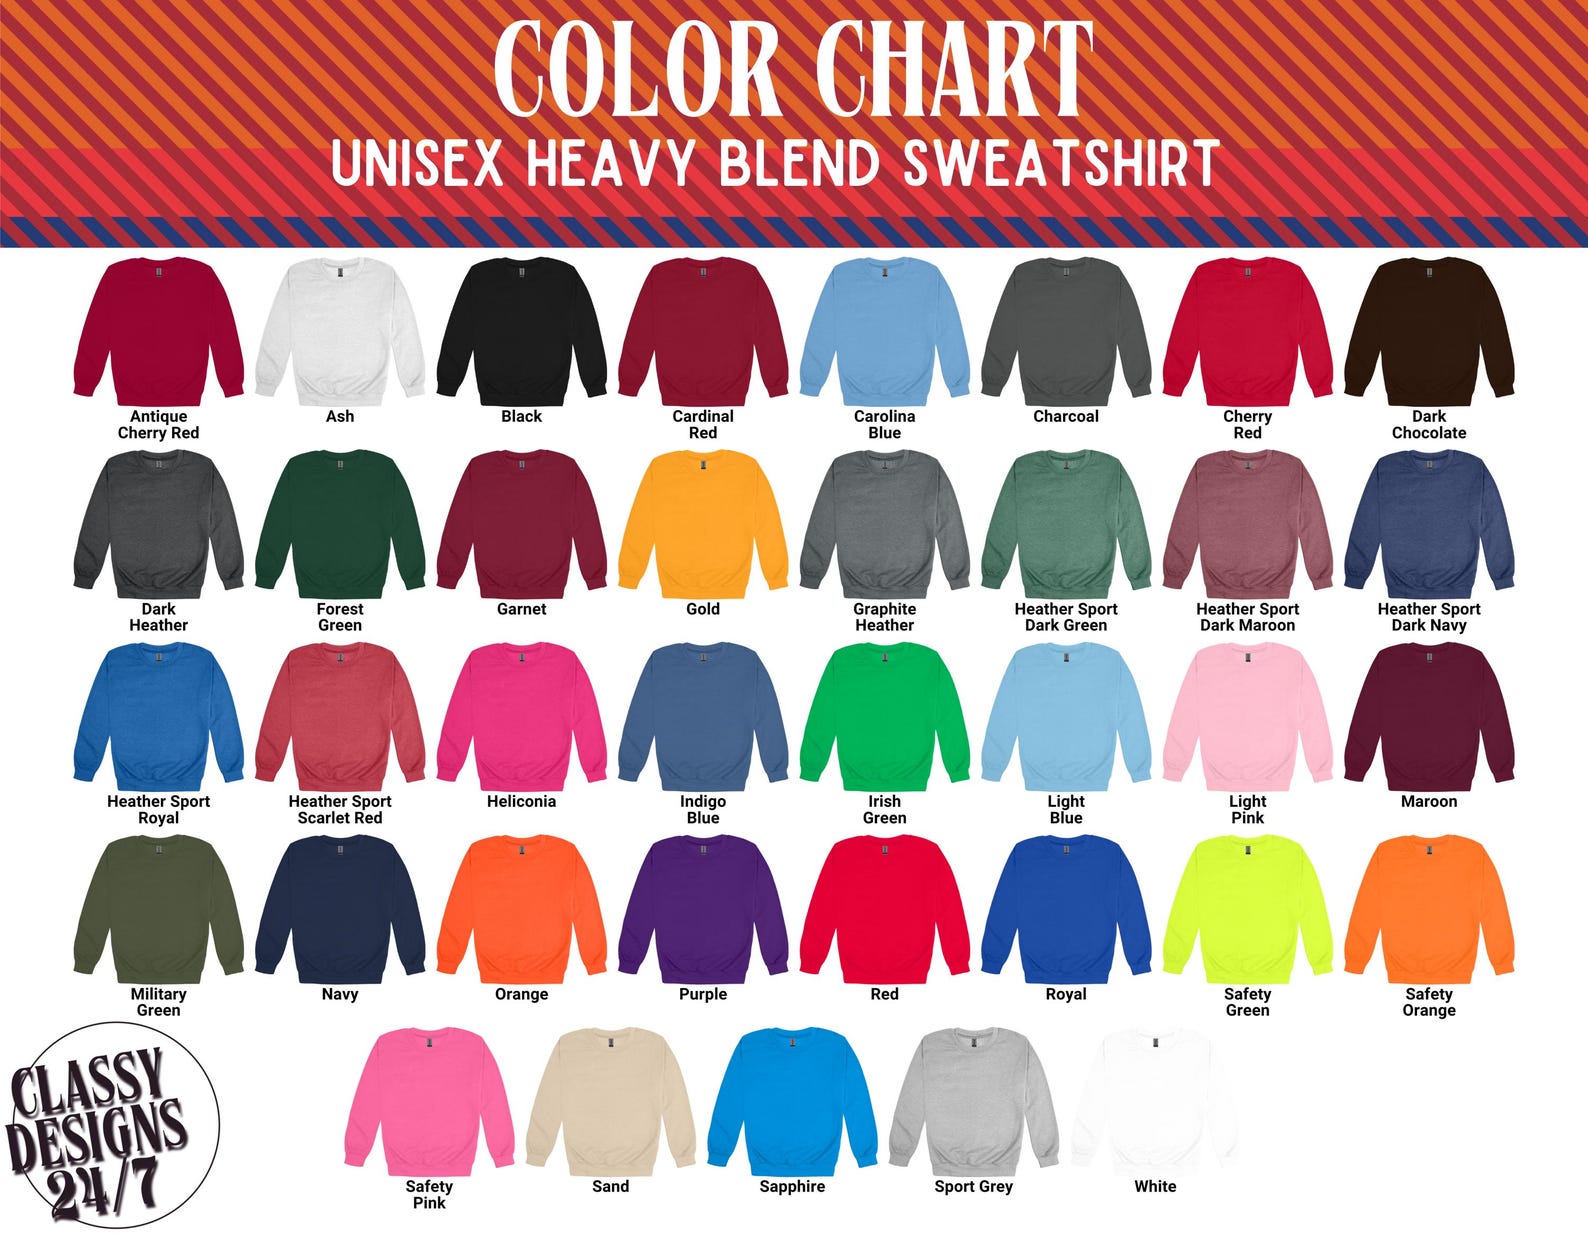 COLOR CHART
UNISEX HEAVY BLEND SWEATSHIRT
Antique
Cherry Red
Ash
Black
Cardinal
Red
Carolina
Blue
Charcoal
Cherry
Red
Dark
Chocolate
Dark
Heather
Forest
Green
Garnet
Gold
Graphite
Heather
Heather Sport
Dark Green
Heather Sport
Dark Maroon
Heather Sport
Dark Navy
Heather Sport
Royal
Heather Sport
Scarlet Red
Heliconia
Indigo
Blue
Irish
Green
Light
Blue
Light
Pink
Maroon
Military
Green
Navy
Orange
Purple
Red
Royal
Safety
Green
Safety
Orange
Safety
Pink
Sand
Sapphire
Sport Grey
White
CLASSY
DESIGNS
24/7